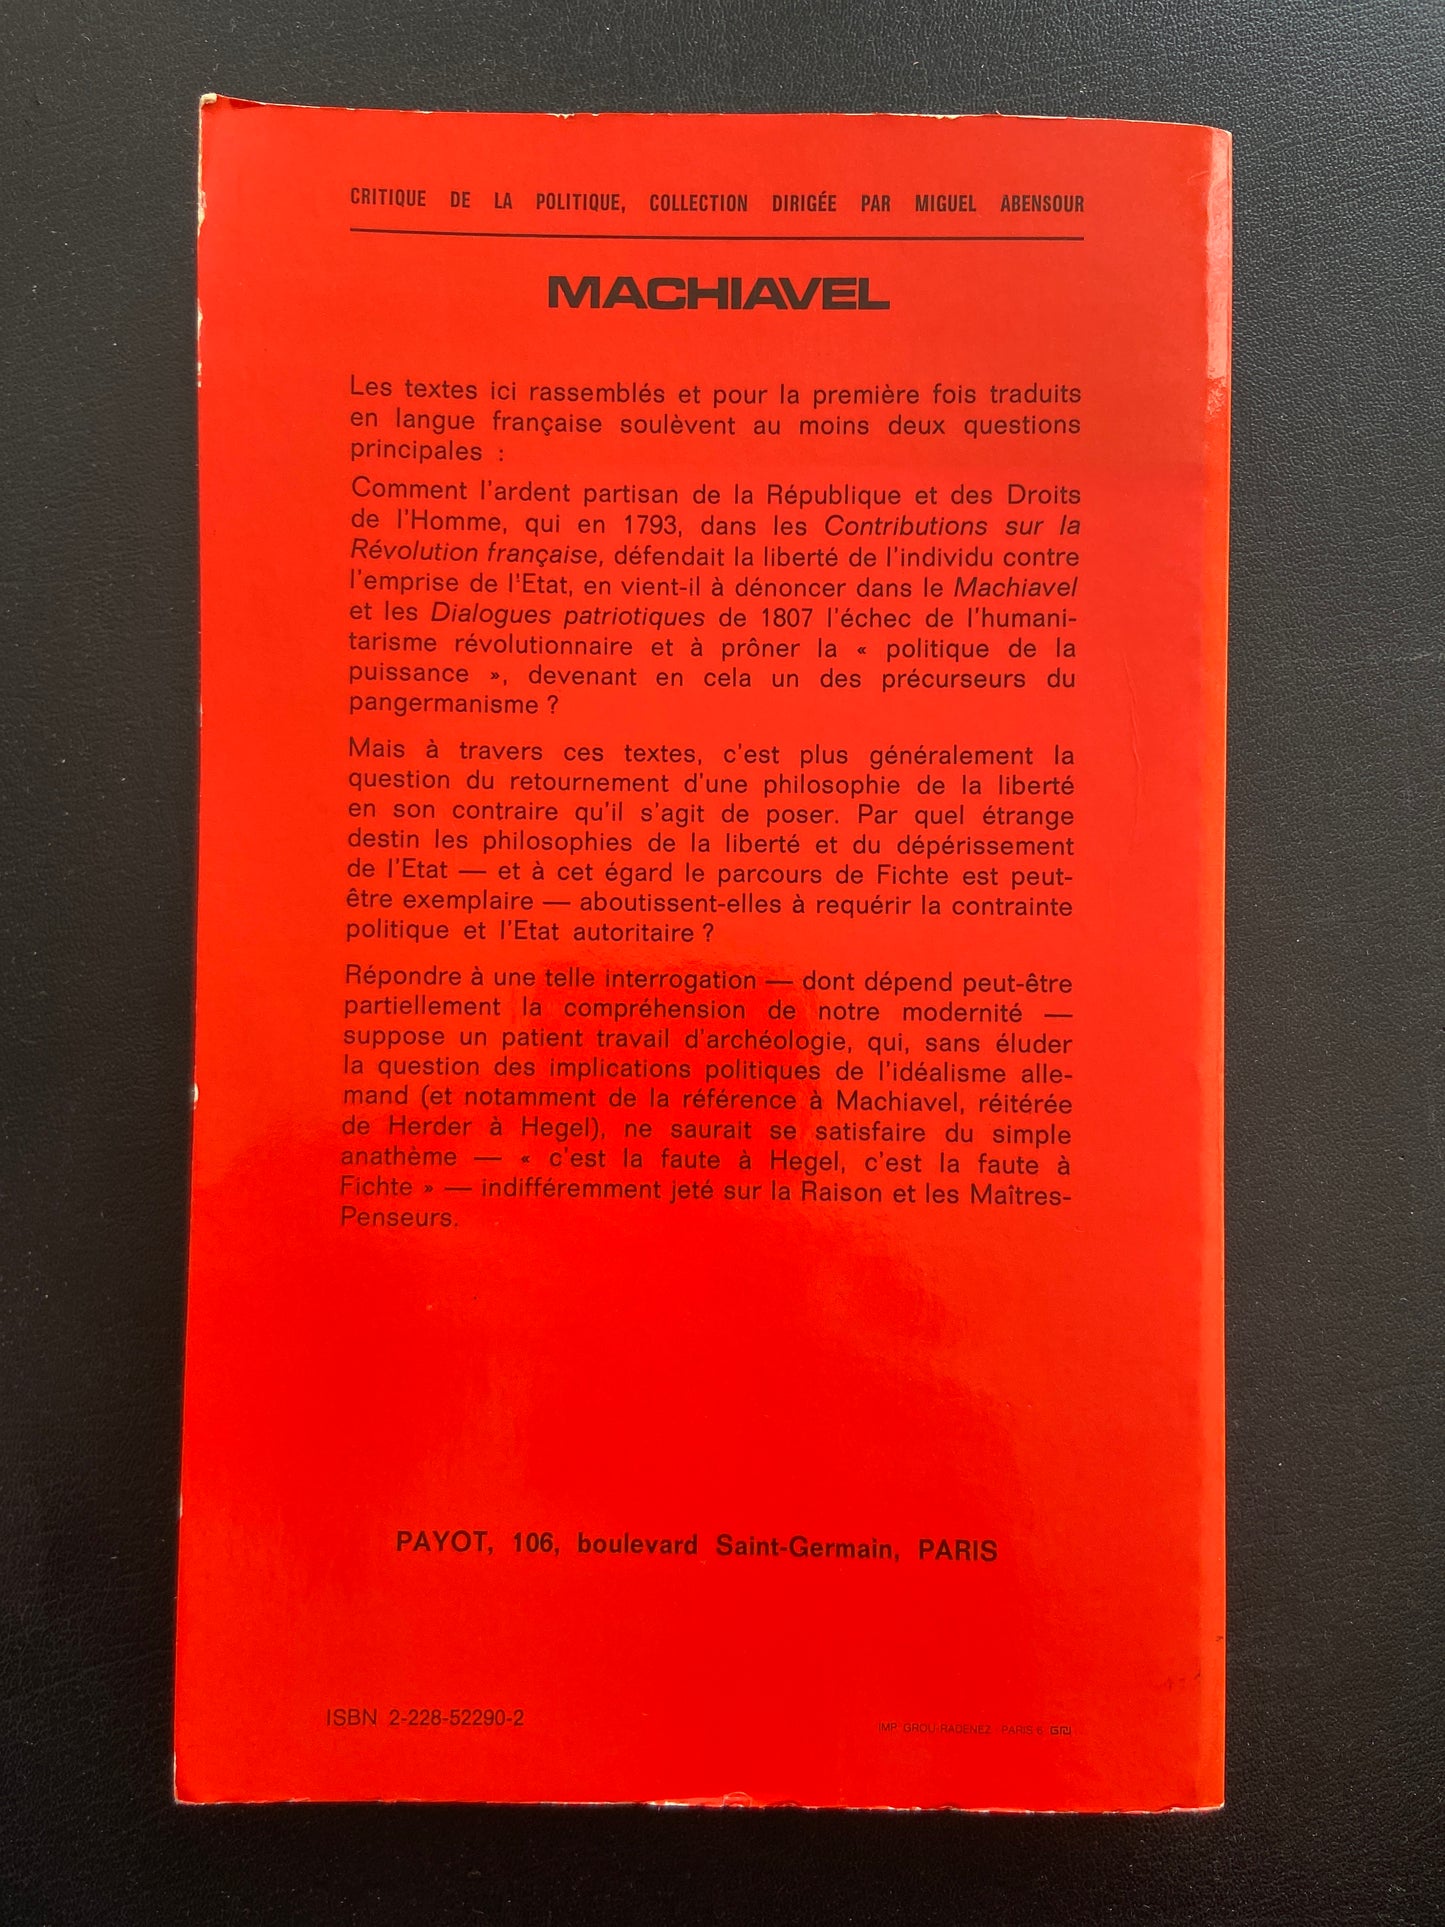 CRITIQUE DE LA POLITIQUE, COLLECTION DIRIGÉE PAR MIGUEL ABENSOUR
MACHIAVEL
Les textes ici rassemblés et pour la première fois traduits
en langue française soulèvent au moins deux questions
principales :
Comment l'ardent partisan de la République et des Droits
de l'Homme, qui en 1793, dans les Contributions sur la
Révolution française, défendait la liberté de l'individu contre
l'emprise de l'Etat, en vient-il à dénoncer dans le Machiavel
et les Dialogues patriotiques de 1807 l'échec de l'humani-
tarisme révolutionnaire et à prôner la « politique de la
puissance », devenant en cela un des précurseurs du
pangermanisme ?
Mais à travers ces textes, c'est plus généralement la
question du retournement d'une philosophie de la liberté
en son contraire qu'il s'agit de poser. Par quel étrange
destin les philosophies de la liberté et du dépérissement
de l'Etat — et à cet égard le parcours de Fichte est peut-
être exemplaire — aboutissent-elles à requérir la contrainte
politique et l'Etat autoritaire ?
Répondre à une telle interrogation — dont dépend peut-être
partiellement la compréhension de notre modernité —
suppose un patient travail d'archéologie, qui, sans éluder
la question des implications politiques de l'idéalisme alle-
mand (et notamment de la référence à Machiavel, réitérée
de Herder à Hegel), ne saurait se satisfaire du simple
anathème — « c'est la faute à Hegel, c'est la faute à
Fichte » — indifféremment jeté sur la Raison et les Maîtres-
Penseurs.
PAYOT, 106, boulevard Saint-Germain, PARIS
ISBN 2-228-52290-2
IMP. GROU-RADENEZ PARIS 6